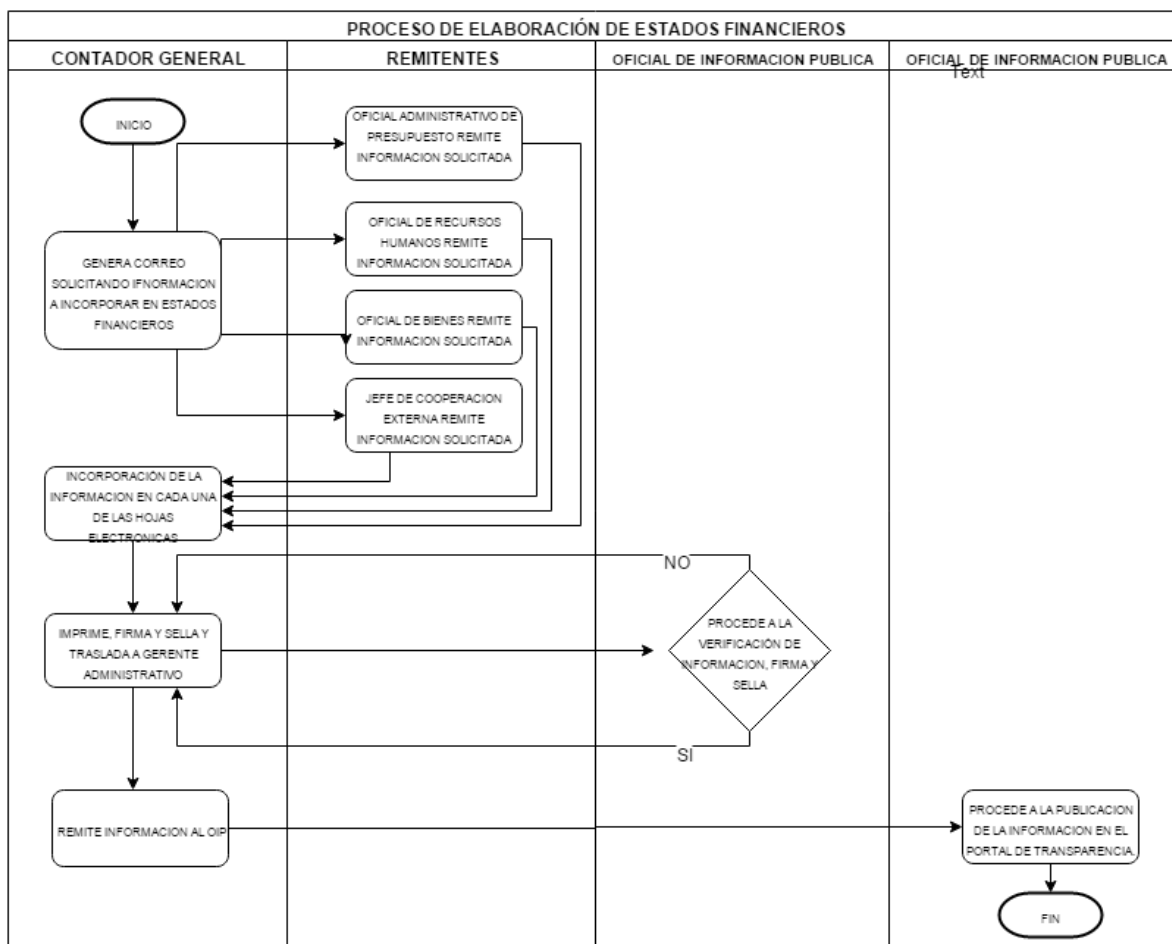 PROCESO DE ELABORACIÓN DE ESTADOS FINANCIEROS
CONTADOR GENERAL
REMITENTES
OFICIAL DE INFORMACION PUBLICA
OFICIAL DE INFORMACION PUBLICA
Text
INICIO
OFICIAL ADMINISTRATIVO DE
PRESUPUESTO REMITE
INFORMACION SOLICITADA
OFICIAL DE RECURSOS
HUMANOS REMITE
INFORMACION SOLICITADA
GENERA CORREO
SOLICITANDO IFNORMACION
A INCORPORAR EN ESTADOS
FINANCIEROS
OFICIAL DE BIENES REMITE
INFORMACION SOLICITADA
JEFE DE COOPERACION
EXTERNA REMITE
INFORMACION SOLICITADA
INCORPORACIÓN DE LA
INFORMACION EN CADA UNA
DE LAS HOJAS
ELECTRONICAS
NO
PROCEDE A LA
VERIFICACIÓN DE
INFORMACION, FIRMA Y
SELLA
IMPRIME, FIRMA Y SELLA Y
TRASLADA A GERENTE
ADMINISTRATIVO
SI
REMITE INFORMACION AL OIP
PROCEDE A LA PUBLICACION
DE LA INFORMACION EN EL
PORTAL DE TRANSPARENCIA.
FIN